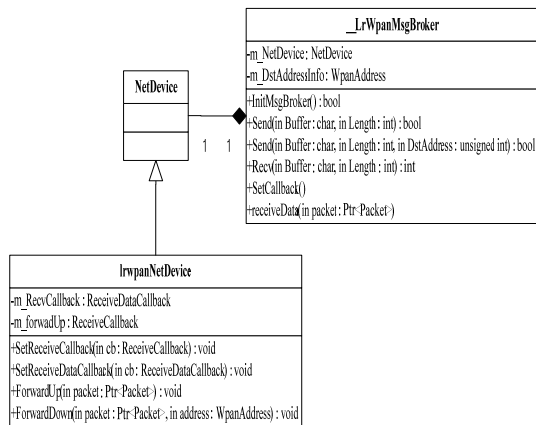 __LrWpanMsgBroker
-m_NetDevice : NetDevice
-m_DstAddressInfo : WpanAddress
+InitMsgBroker() : bool
+Send(in Buffer : char, in Length : int) : bool
+Send(in Buffer : char, in Length : int, in DstAddress : unsigned int) : bool
+Recv(in Buffer : char, in Length : int) : int
+SetCallback()
+receiveData(in packet : Ptr<Packet>)
NetDevice
1 1
lrwpanNetDevice
-m_RecvCallback : ReceiveDataCallback
-m_forwadUp : ReceiveCallback
+SetReceiveCallback(in cb : ReceiveCallback) : void
+SetReceiveDataCallback(in cb : ReceiveDataCallback) : void
+ForwardUp(in packet : Ptr<Packet>) : void
+ForwardDown(in packet : Ptr<Packet>, in address : WpanAddress) : void